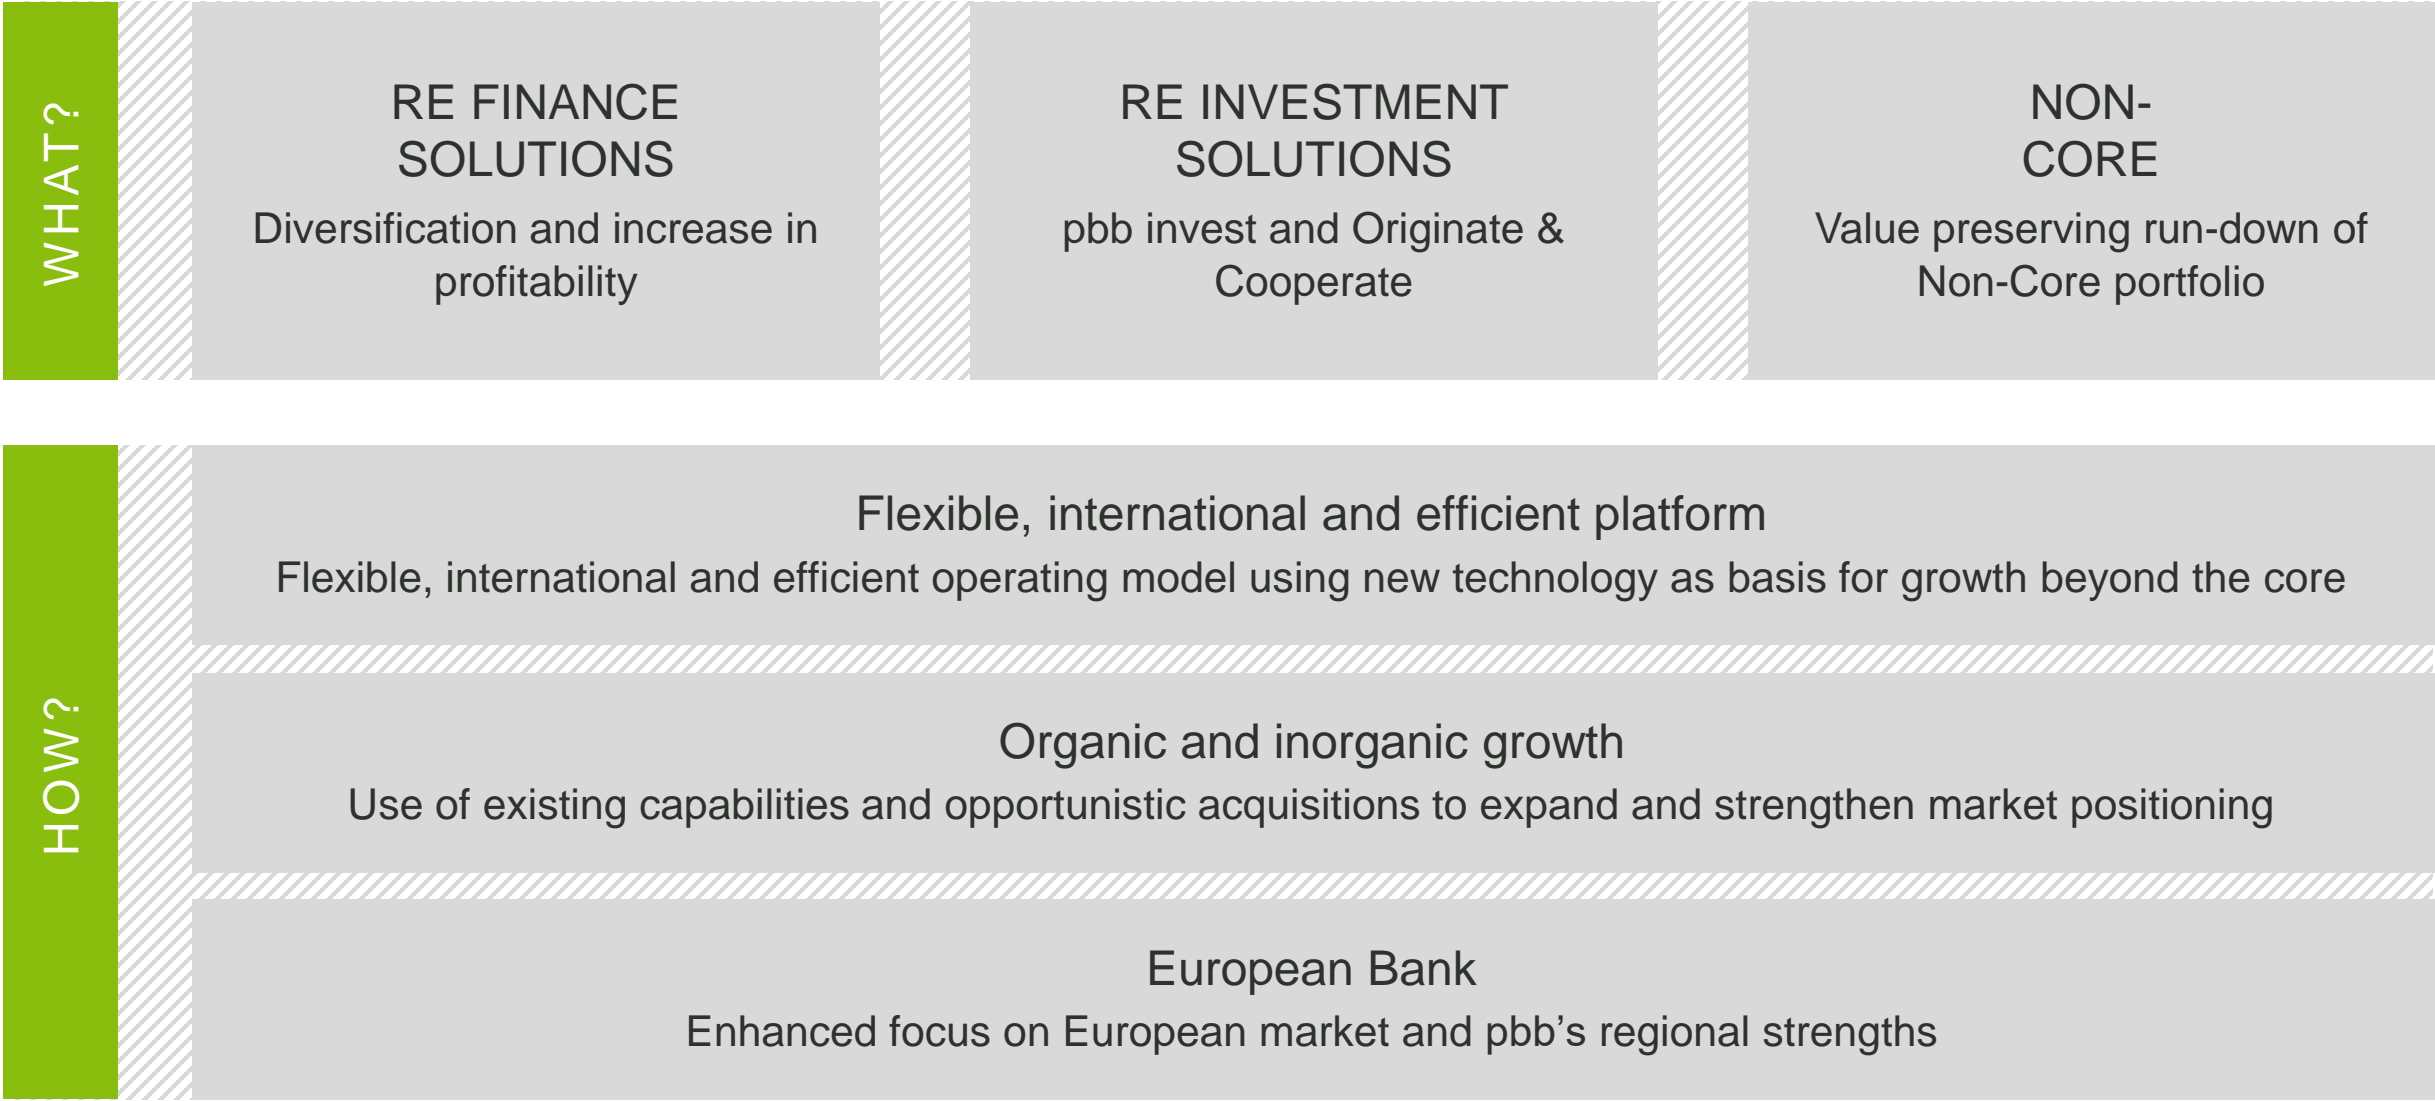 WHAT?
RE FINANCE
SOLUTIONS
Diversification and increase in
profitability
RE INVESTMENT
SOLUTIONS
pbb invest and Originate &
Cooperate
NON-
CORE
Value preserving run-down of
Non-Core portfolio
HOW?
Flexible, international and efficient platform
Flexible, international and efficient operating model using new technology as basis for growth beyond the core
Organic and inorganic growth
Use of existing capabilities and opportunistic acquisitions to expand and strengthen market positioning
European Bank
Enhanced focus on European market and pbb’s regional strengths